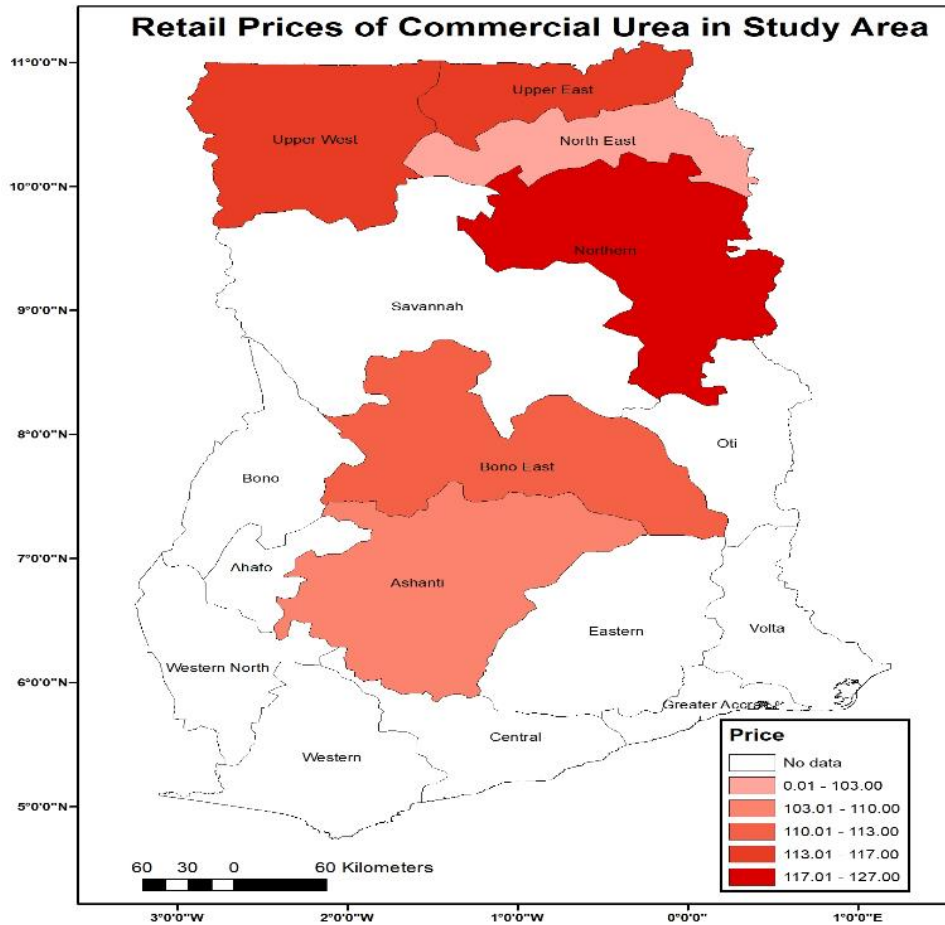 Retail Prices of Commercial Urea in Study Area
11°0'0"N
Upper East
Upper West
North East
10°0'0"N
Northern
9°0'0"N
Savannah
8°0'0"N
Oti
Bono East
Bono
7°0'0"N
Ahafo
Ashanti
Eastern
Volta
Western North
6°0'0"N
Greater Accra
Central
Western
5°0'0"N
Price
No data
0.01 - 103.00
103.01 - 110.00
110.01 - 113.00
113.01 117.00
117.01 - 127.00
60 30 0 60 Kilometers
3°0'0"W 2°0'0"W 1°0'0"W 0°0'0" 1°0'0"E